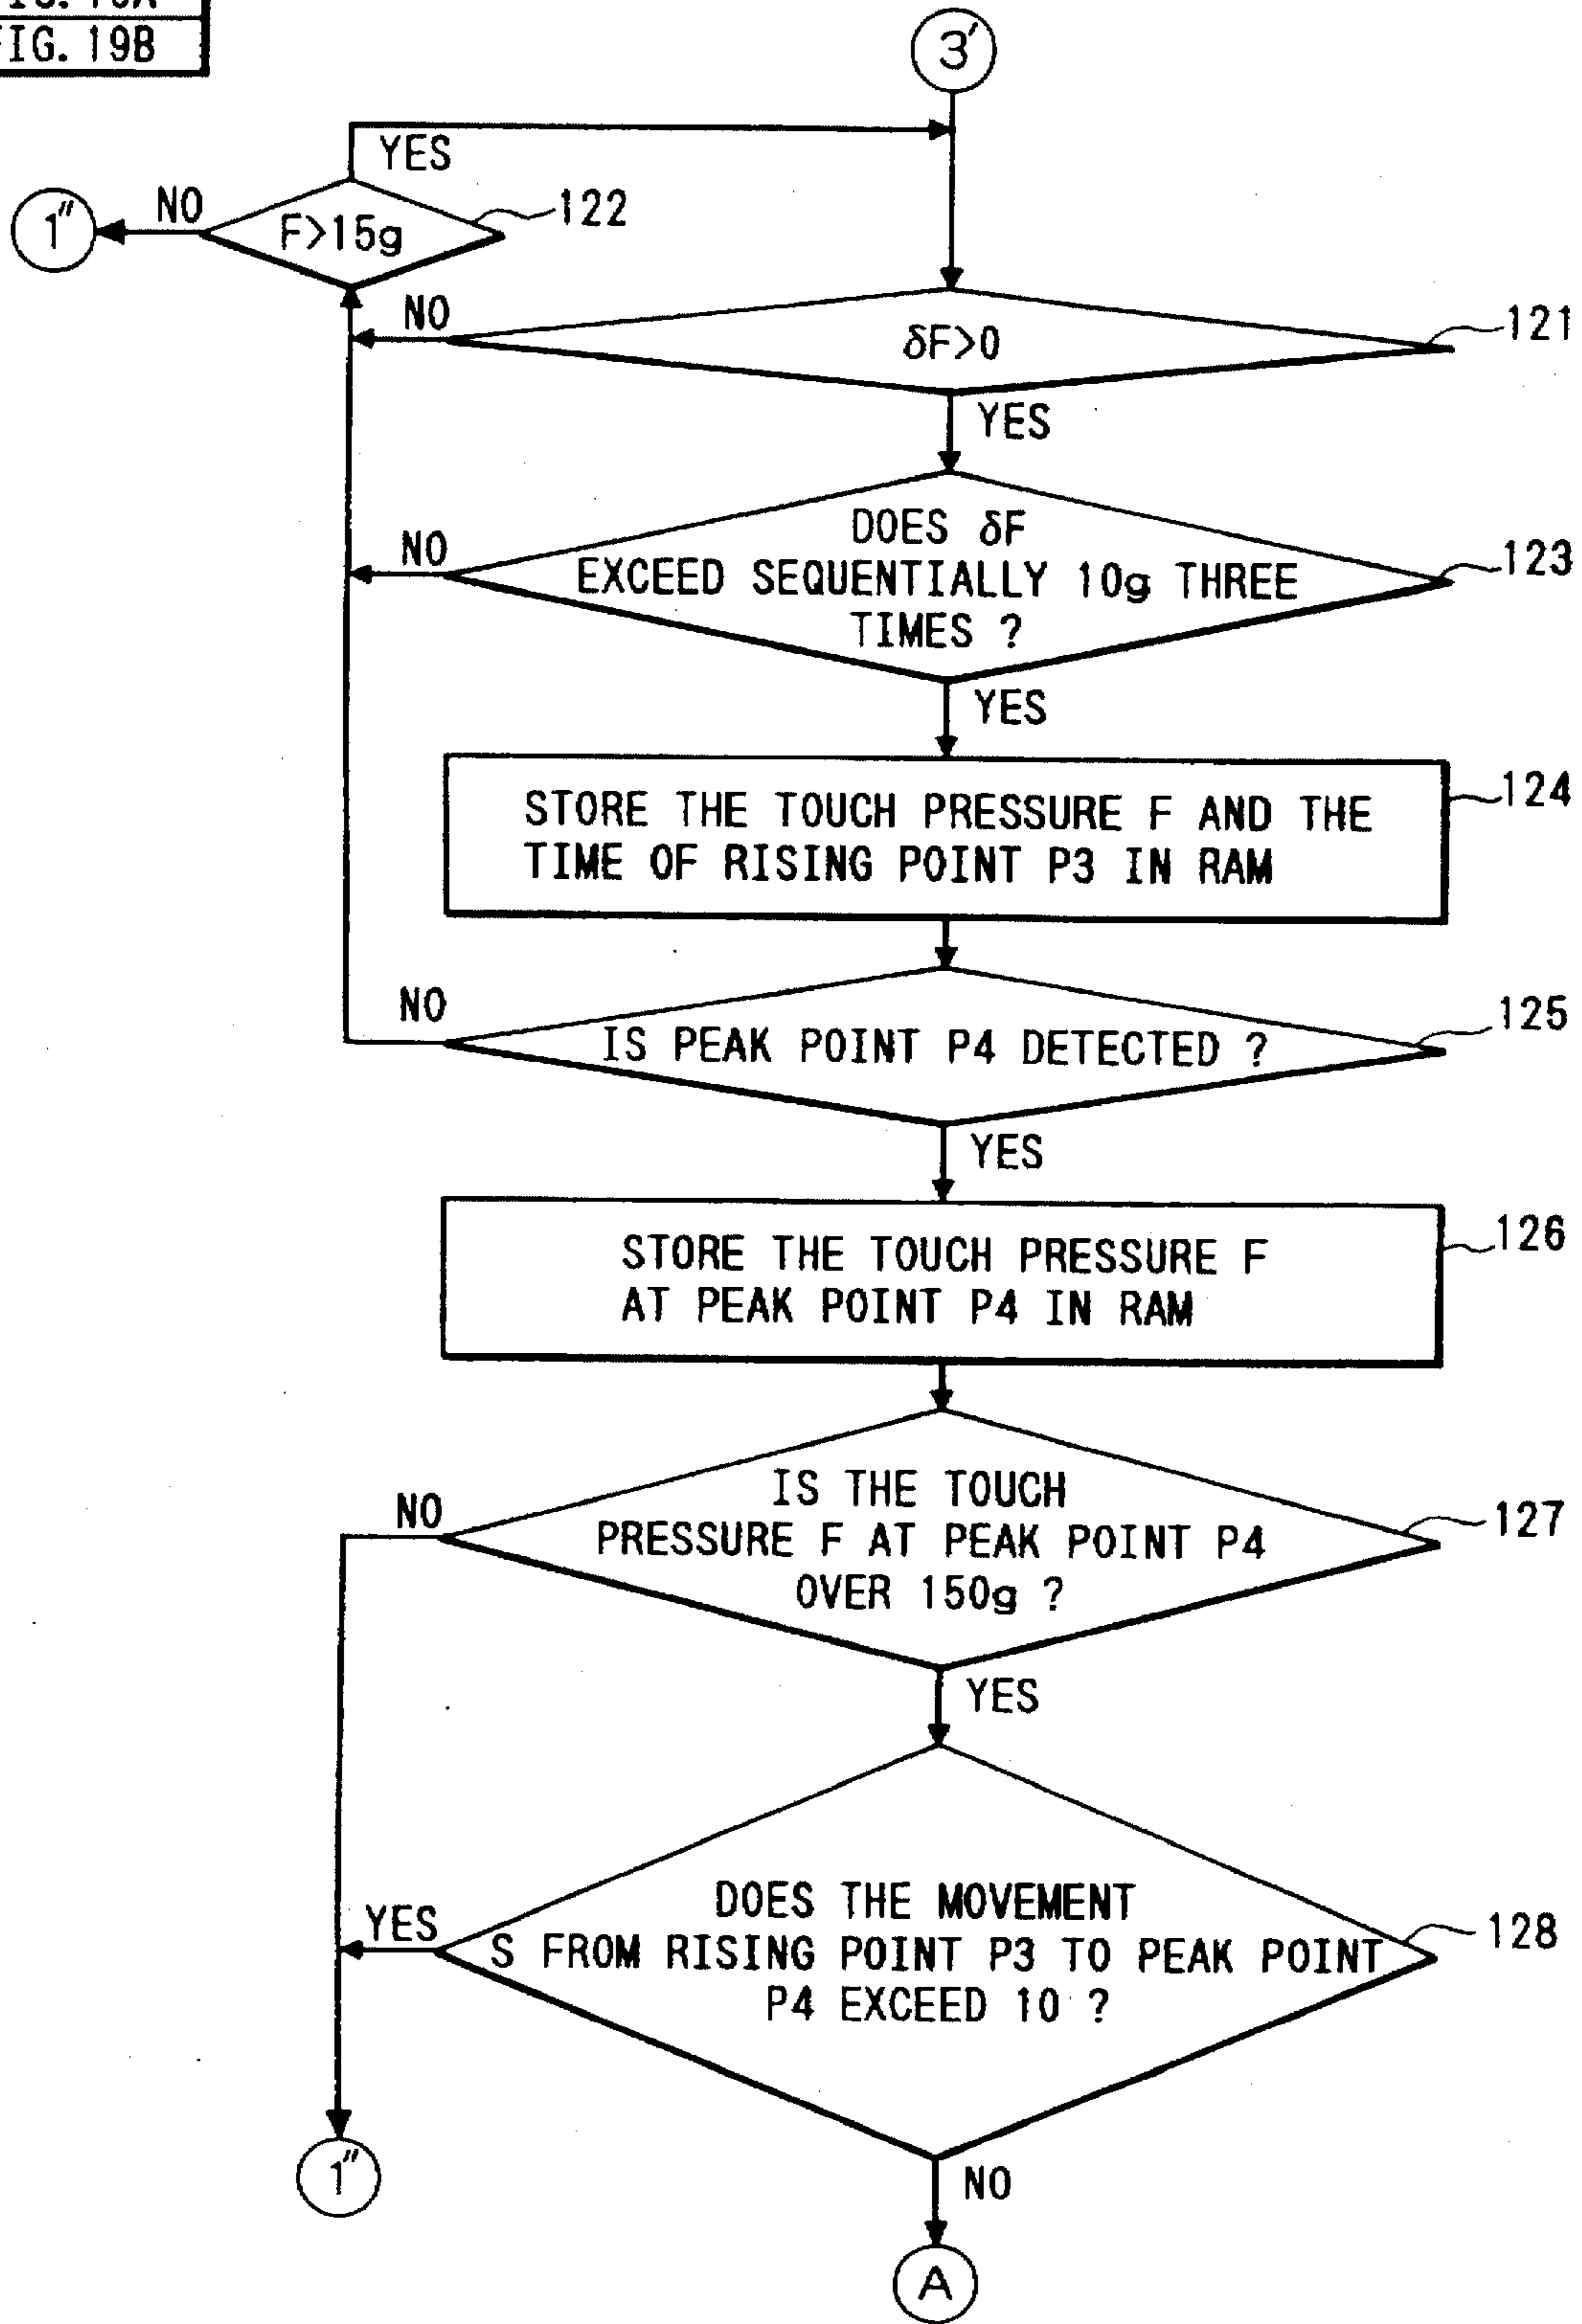 FIG. 19B
3'
YES
NO
1"
F>15g
122
NO
δF>0
121
YES
DOES δF
EXCEED SEQUENTIALLY 10g THREE
TIMES ?
NO
123
YES
STORE THE TOUCH PRESSURE F AND THE
TIME OF RISING POINT P3 IN RAM
124
NO
IS PEAK POINT P4 DETECTED ?
125
YES
STORE THE TOUCH PRESSURE F
AT PEAK POINT P4 IN RAM
126
NO
IS THE TOUCH
PRESSURE F AT PEAK POINT P4
OVER 150g ?
127
YES
YES
DOES THE MOVEMENT
S FROM RISING POINT P3 TO PEAK POINT
P4 EXCEED 10 ?
128
1"
NO
A